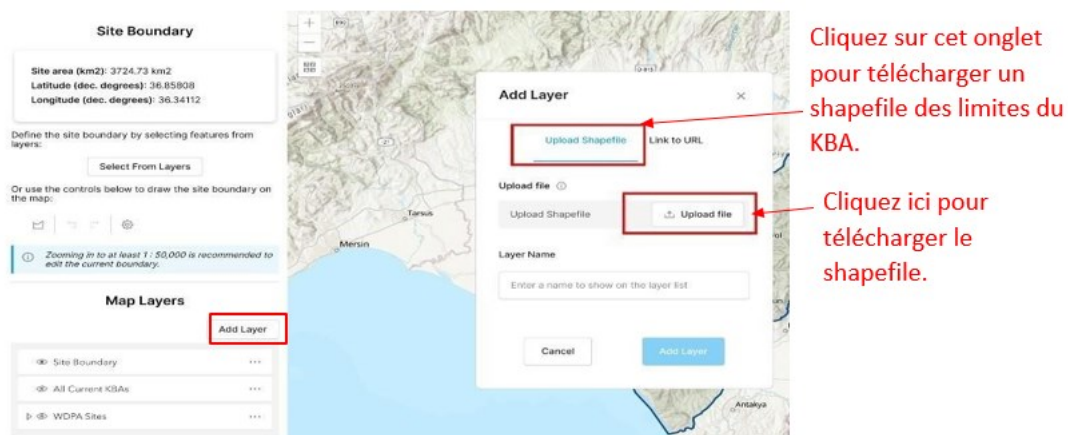 Site Boundary
Site area (km2): 3724.73 km2
Latitude (dec. degrees): 36.85808
Longitude (dec. degrees): 36.34112
Define the site boundary by selecting features from
layers:
Select From Layers
Or use the controls below to draw the site boundary on
the map:
Zooming in to at least 1 : 50,000 is recommended to
edit the current boundary.
Map Layers
Add Layer
Site Boundary
All Current KBAs
WDPA Sites
Tarsus
Mersin
Antakya
Add Layer
Upload Shapefile
Link to URL
Upload file
Upload Shapefile
Upload file
Layer Name
Enter a name to show on the layer list
Cancel
Add Layer
Cliquez sur cet onglet
pour télécharger un
shapefile des limites du
KBA.
Cliquez ici pour
télécharger le
shapefile.